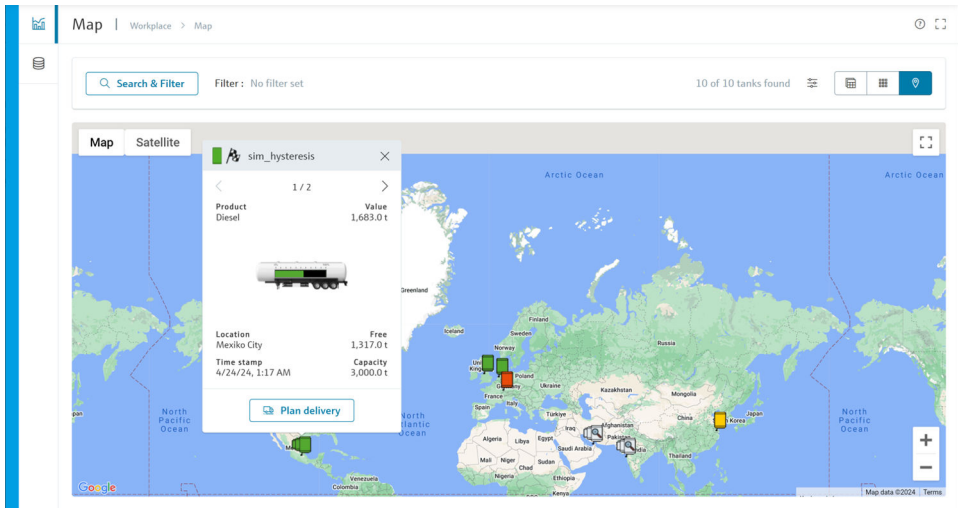 Map | Workplace > Map
Search & Filter
Filter : No filter set
10 of 10 tanks found
Map Satellite
sim_hysteresis
1 / 2
Product Value
Diesel 1,683.0 t
Location Free
Mexiko City 1,317.0 t
Time stamp Capacity
4/24/24, 1:17 AM 3,000.0 t
Plan delivery
Arctic Ocean
Arctic Ocean
Greenland
Iceland
Finland
Sweden
Norway
Russia
Poland
Ukraine
Kazakhstan
Mongolia
France
Italy
Spain
Türkiye
China
Korea
Japan
North
Pacific
Ocean
North
Pacific
Ocean
Ocean
Iraq
Afghanistan
Pakistan
Algeria
Libya
Egypt
Saudi Arabia
Thailand
Mali
Niger
Chad
Sudan
Nigeria
Ethiopia
Kenya
Venezuela
Colombia
Google
Map data ©2024 Terms